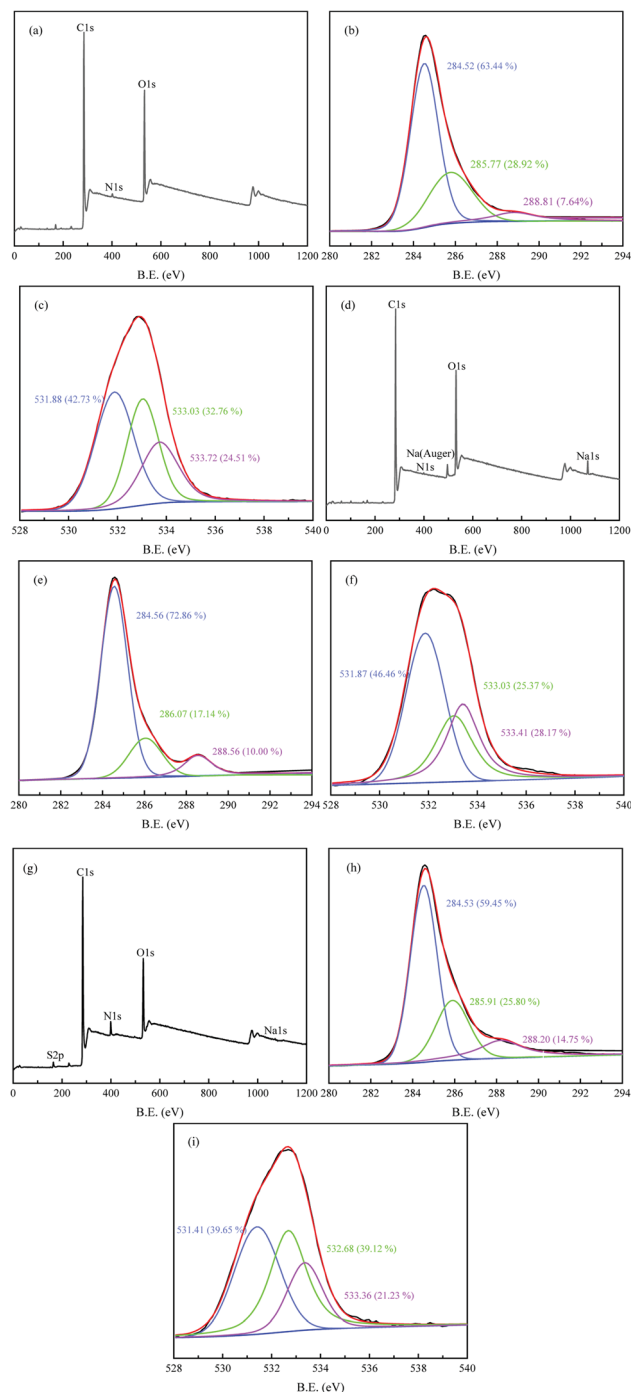 (a)
C1s
O1s
N1s
0 200 400 600 800 1000 1200
B.E. (eV)
(b)
284.52 (63.44 %)
285.77 (28.92 %)
288.81 (7.64%)
280 282 284 286 288 290 292 294
B.E. (eV)
(c)
531.88 (42.73 %)
533.03 (32.76 %)
533.72 (24.51 %)
528 530 532 534 536 538 540
B.E. (eV)
(d)
C1s
O1s
Na(Auger)
N1s
Na1s
0 200 400 600 800 1000 1200
B.E. (eV)
(e)
284.56 (72.86 %)
286.07 (17.14 %)
288.56 (10.00 %)
280 282 284 286 288 290 292 294
B.E. (eV)
(f)
531.87 (46.46 %)
533.03 (25.37 %)
533.41 (28.17 %)
528 530 532 534 536 538 540
B.E. (eV)
(g)
C1s
O1s
N1s
S2p
Na1s
0 200 400 600 800 1000 1200
B.E. (eV)
(h)
284.53 (59.45 %)
285.91 (25.80 %)
288.20 (14.75 %)
280 282 284 286 288 290 292 294
B.E. (eV)
(i)
531.41 (39.65 %)
532.68 (39.12 %)
533.36 (21.23 %)
528 530 532 534 536 538 540
B.E. (eV)